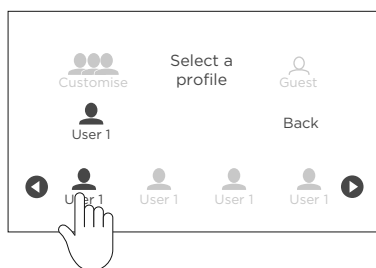 Select a
profile
Customise
Guest
User 1
Back
User 1
User 1
User 1
User 1